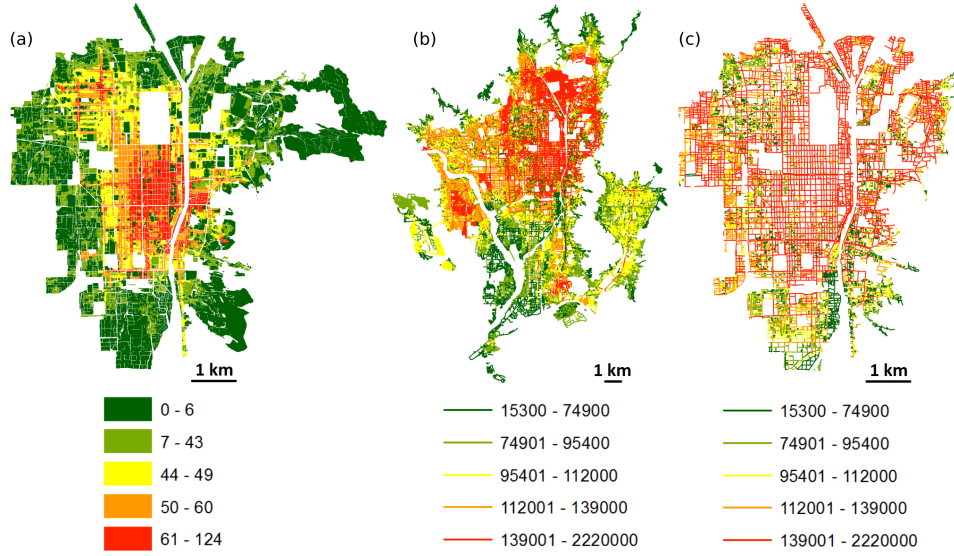 (a)
(b)
(c)
1 km
1 km
1 km
0 - 6
7 - 43
44 - 49
50 - 60
61 - 124
15300 - 74900
74901 - 95400
95401 - 112000
112001 - 139000
139001 - 2220000
15300 - 74900
74901 - 95400
95401 - 112000
112001 - 139000
139001 - 2220000